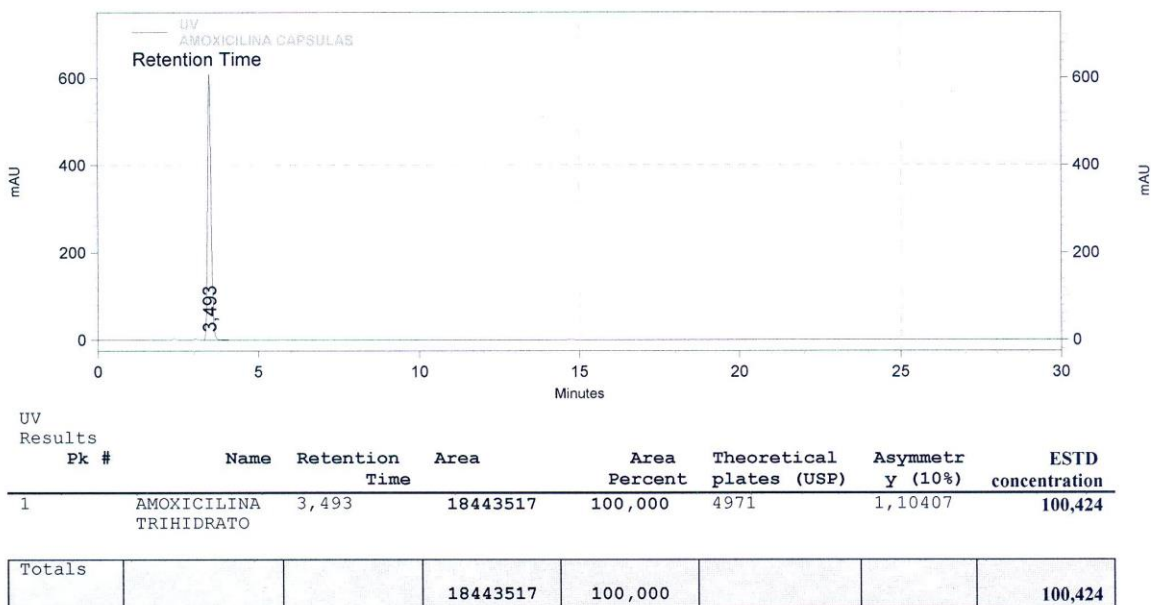 UV
AMOXICILINA CAPSULAS
Retention Time
600 600
400 400
mAU mAU
200 200
3,493
0 0
0 5 10 15 20 25 30
Minutes
UV
Results
Pk # Name Retention Area Area Theoretical Asymmetr ESTD
Time Percent plates (USP) y (10%) concentration
1 AMOXICILINA 3,493 18443517 100,000 4971 1,10407 100,424
TRIHIDRATO
Totals
18443517 100,000 100,424